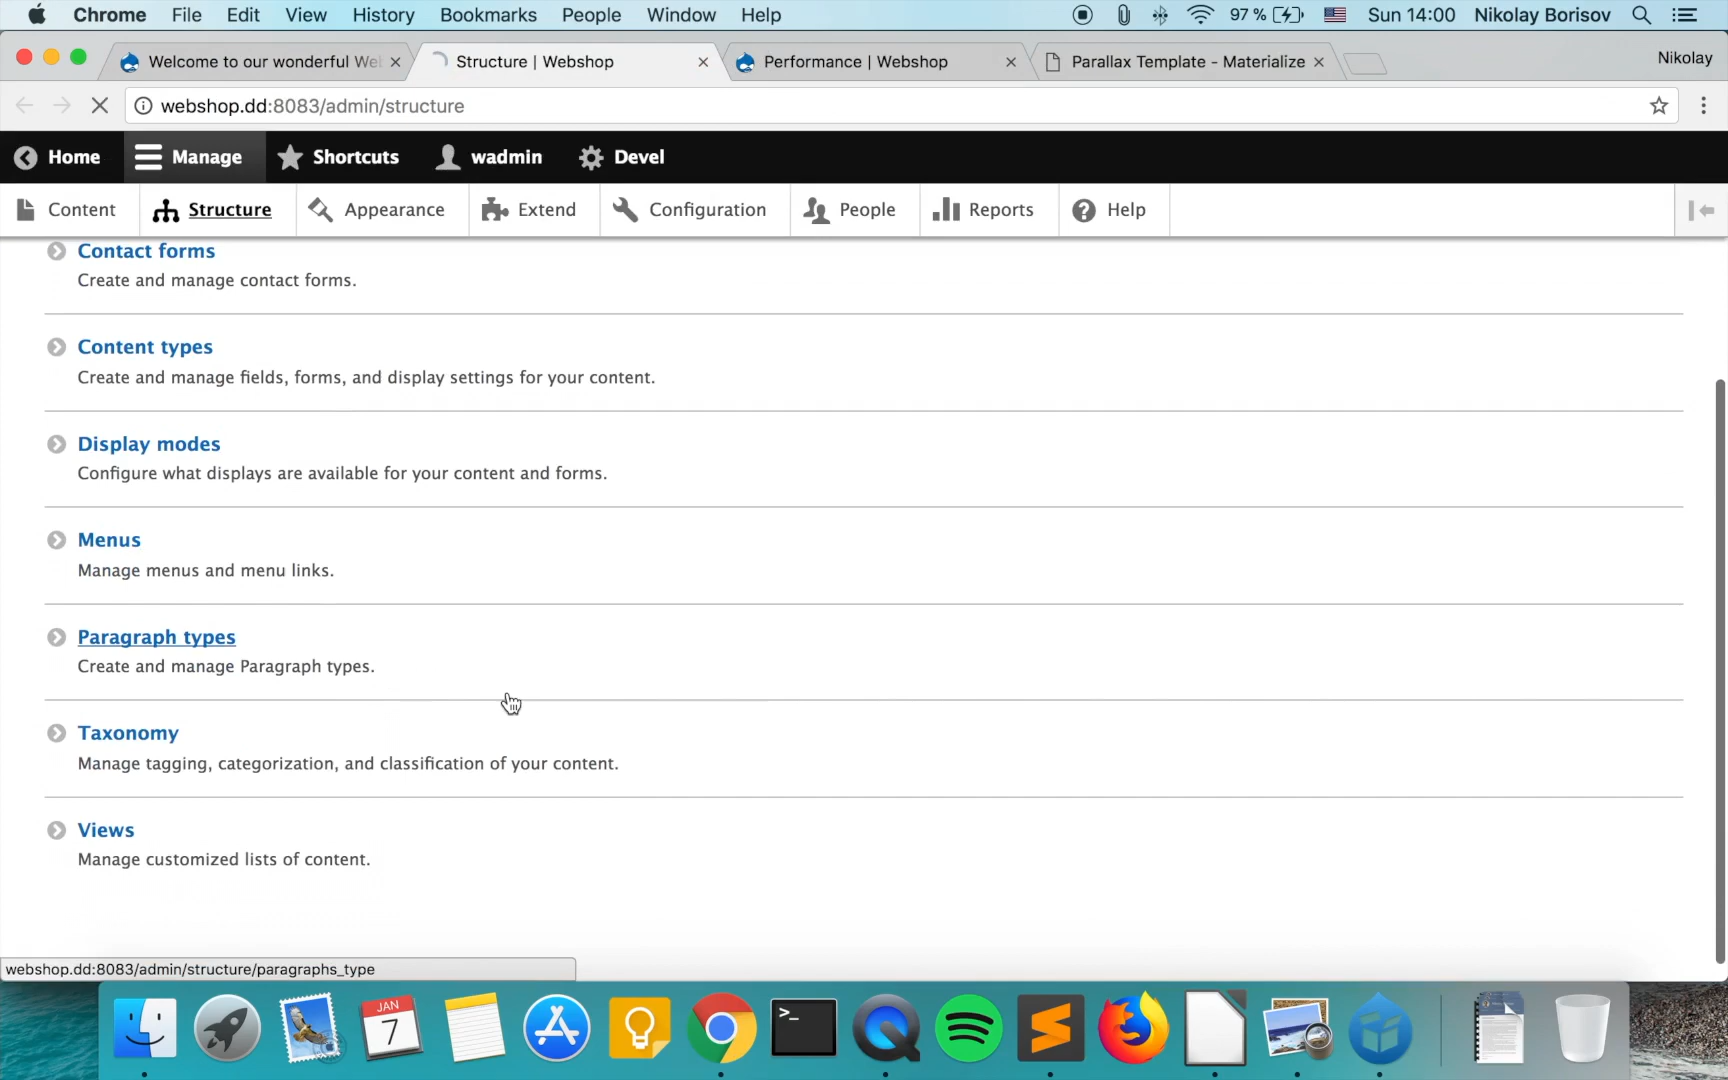 Chrome File Edit View History Bookmarks People Window Help 97 % Sun 14:00 Nikolay Borisov
Welcome to our wonderful We Structure | Webshop Performance | Webshop Parallax Template - Materialize Nikolay
webshop.dd:8083/admin/structure
Home Manage Shortcuts wadmin Devel
Content Structure Appearance Extend Configuration People Reports Help
Contact forms
Create and manage contact forms.
Content types
Create and manage fields, forms, and display settings for your content.
Display modes
Configure what displays are available for your content and forms.
Menus
Manage menus and menu links.
Paragraph types
Create and manage Paragraph types.
Taxonomy
Manage tagging, categorization, and classification of your content.
Views
Manage customized lists of content.
webshop.dd:8083/admin/structure/paragraphs_type
JAN
7